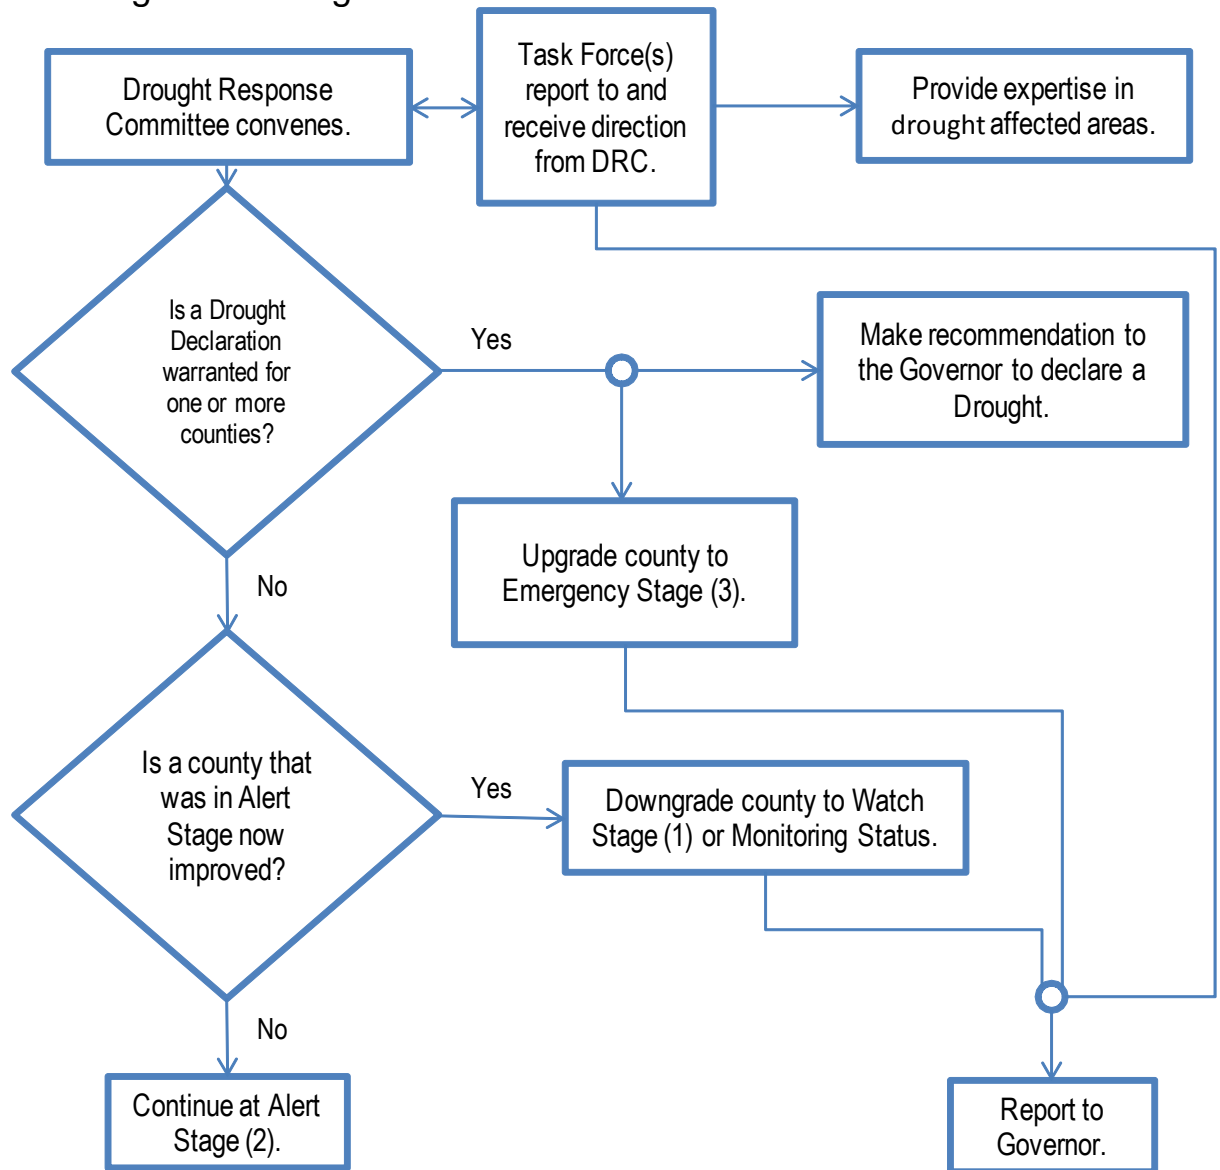 Drought Response
Committee convenes.
Task Force(s)
report to and
receive direction
from DRC.
Provide expertise in
drought affected areas.
Is a Drought
Declaration
warranted for
one or more
counties?
Yes
Make recommendation to
the Governor to declare a
Drought.
Upgrade county to
Emergency Stage (3).
No
Is a county that
was in Alert
Stage now
improved?
Yes
Downgrade county to Watch
Stage (1) or Monitoring Status.
No
Continue at Alert
Stage (2).
Report to
Governor.